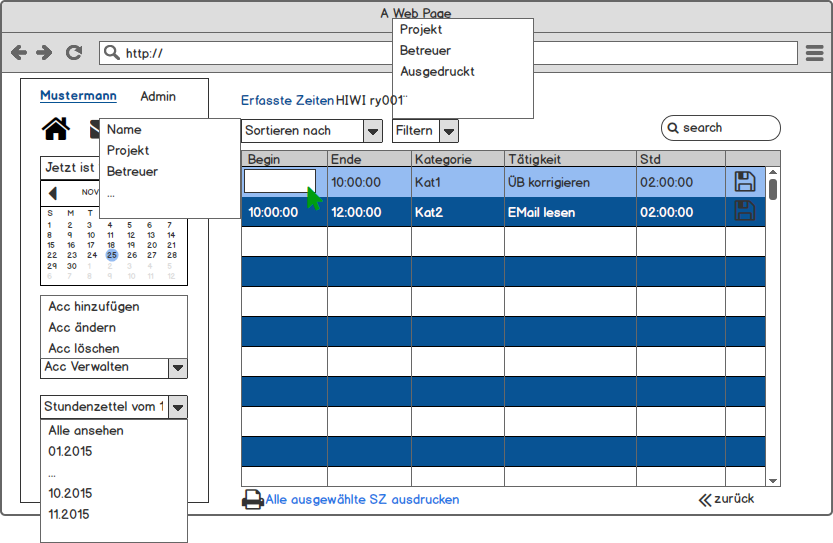 A Web Page
http://
Projekt
Betreuer
Ausgedruckt
Mustermann Admin
Erfasste Zeiten HIWI ry001"
Sortieren nach
Filtern
search
Name
Projekt
Betreuer
...
Jetzt ist
NOV
S M T
1 2 3 4 5 6 7
8 9 10 11 12 13 14
15 16 17 18 19 20 21
22 23 24 25 26 27 28
29 30 1 2 3 4 5
6 7 8 9 10 11 12
Begin Ende Kategorie Tätigkeit Std
10:00:00 Kat1 ÜB korrigieren 02:00:00
10:00:00 12:00:00 Kat2 EMail lesen 02:00:00
Acc hinzufügen
Acc ändern
Acc löschen
Acc Verwalten
Stundenzettel vom 1
Alle ansehen
01.2015
...
10.2015
11.2015
Alle ausgewählte SZ ausdrucken
zurück